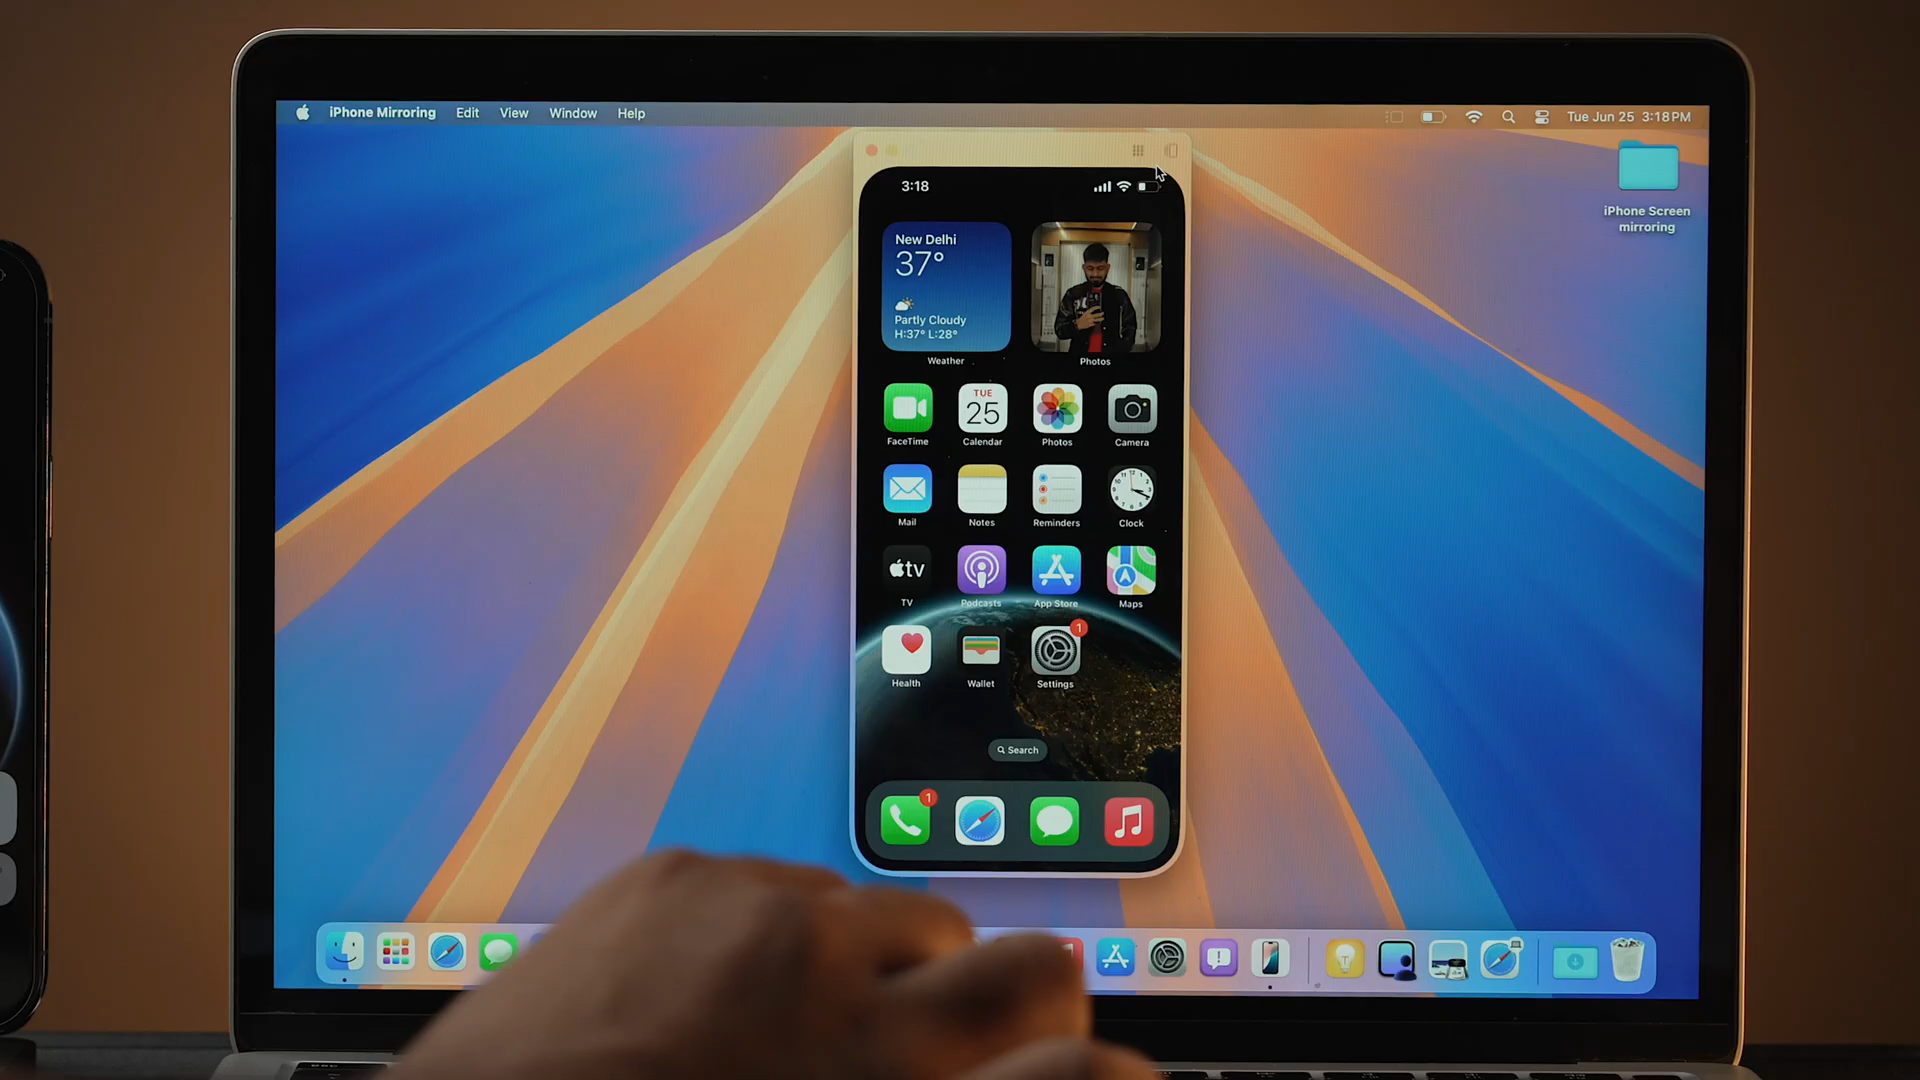 iPhone Mirroring Edit View Window Help
Tue Jun 25 3:18PM
iPhone Screen
mirroring
3:18
New Delhi
37°
Partly Cloudy
H:37° L:28°
Weather
Photos
TUE
25
FaceTime Calendar Photos Camera
Mail Notes Reminders Clock
tv
TV Podcasts App Store Maps
1
Health Wallet Settings
Search
1